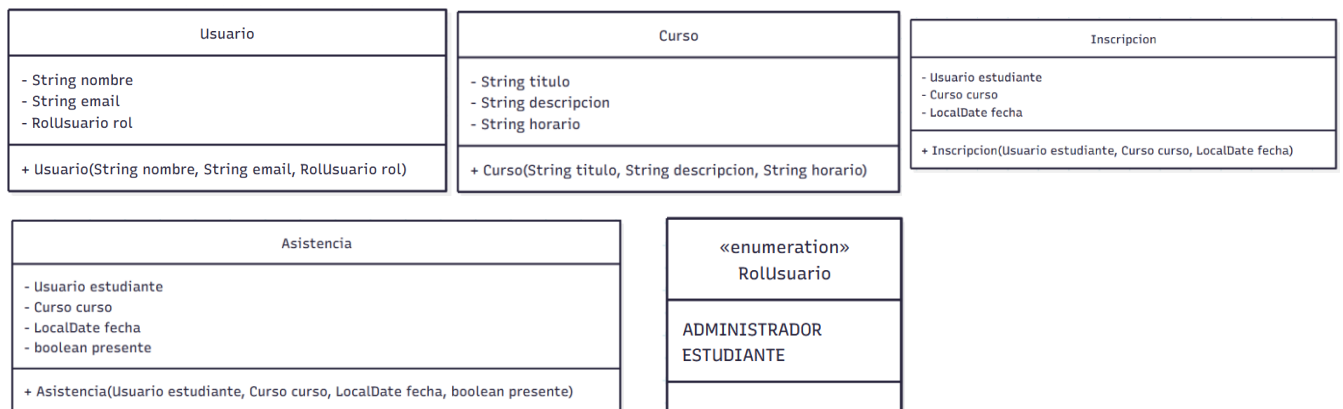 Usuario
- String nombre
- String email
- RolUsuario rol
+ Usuario(String nombre, String email, RolUsuario rol)
Curso
- String titulo
- String descripcion
- String horario
+ Curso(String titulo, String descripcion, String horario)
Inscripcion
- Usuario estudiante
- Curso curso
- LocalDate fecha
+ Inscripcion(Usuario estudiante, Curso curso, LocalDate fecha)
Asistencia
- Usuario estudiante
- Curso curso
- LocalDate fecha
- boolean presente
+ Asistencia(Usuario estudiante, Curso curso, LocalDate fecha, boolean presente)
«enumeration»
RolUsuario
ADMINISTRADOR
ESTUDIANTE